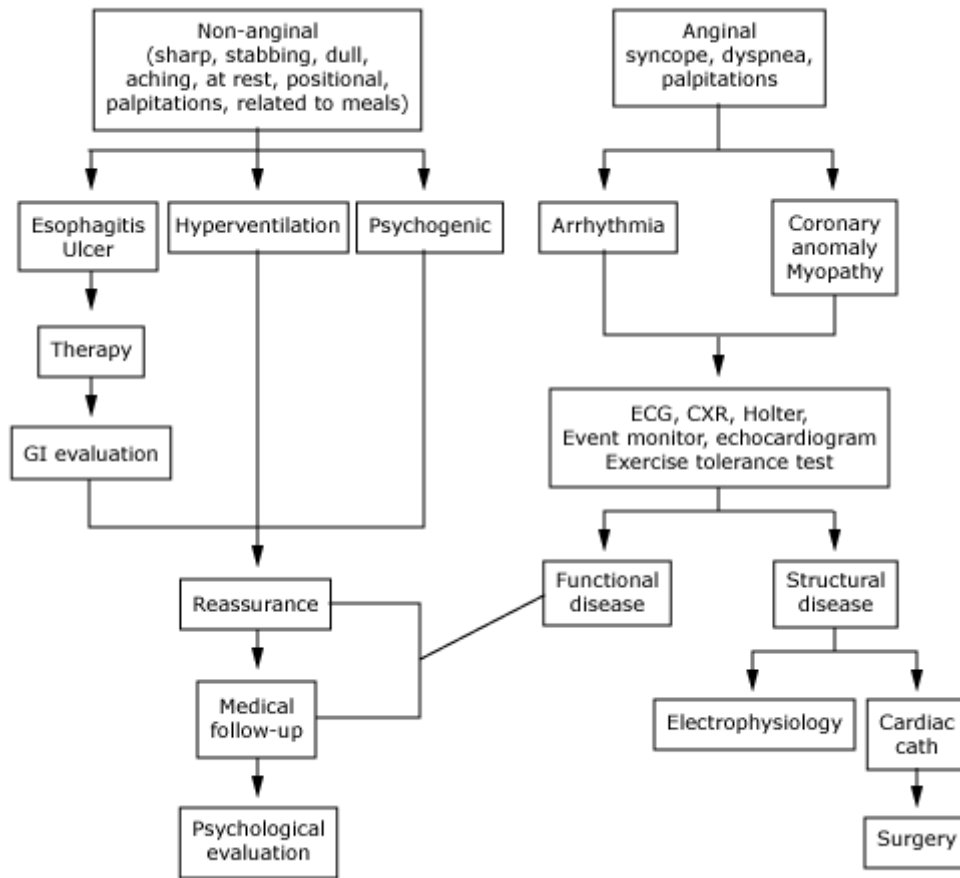 Non-anginal
(sharp, stabbing, dull,
aching, at rest, positional,
palpitations, related to meals)
Anginal
syncope, dyspnea,
palpitations
Esophagitis
Ulcer
Hyperventilation
Psychogenic
Arrhythmia
Coronary
anomaly
Myopathy
Therapy
GI evaluation
ECG, CXR, Holter,
Event monitor, echocardiogram
Exercise tolerance test
Reassurance
Functional
disease
Structural
disease
Medical
follow-up
Electrophysiology
Cardiac
cath
Psychological
evaluation
Surgery